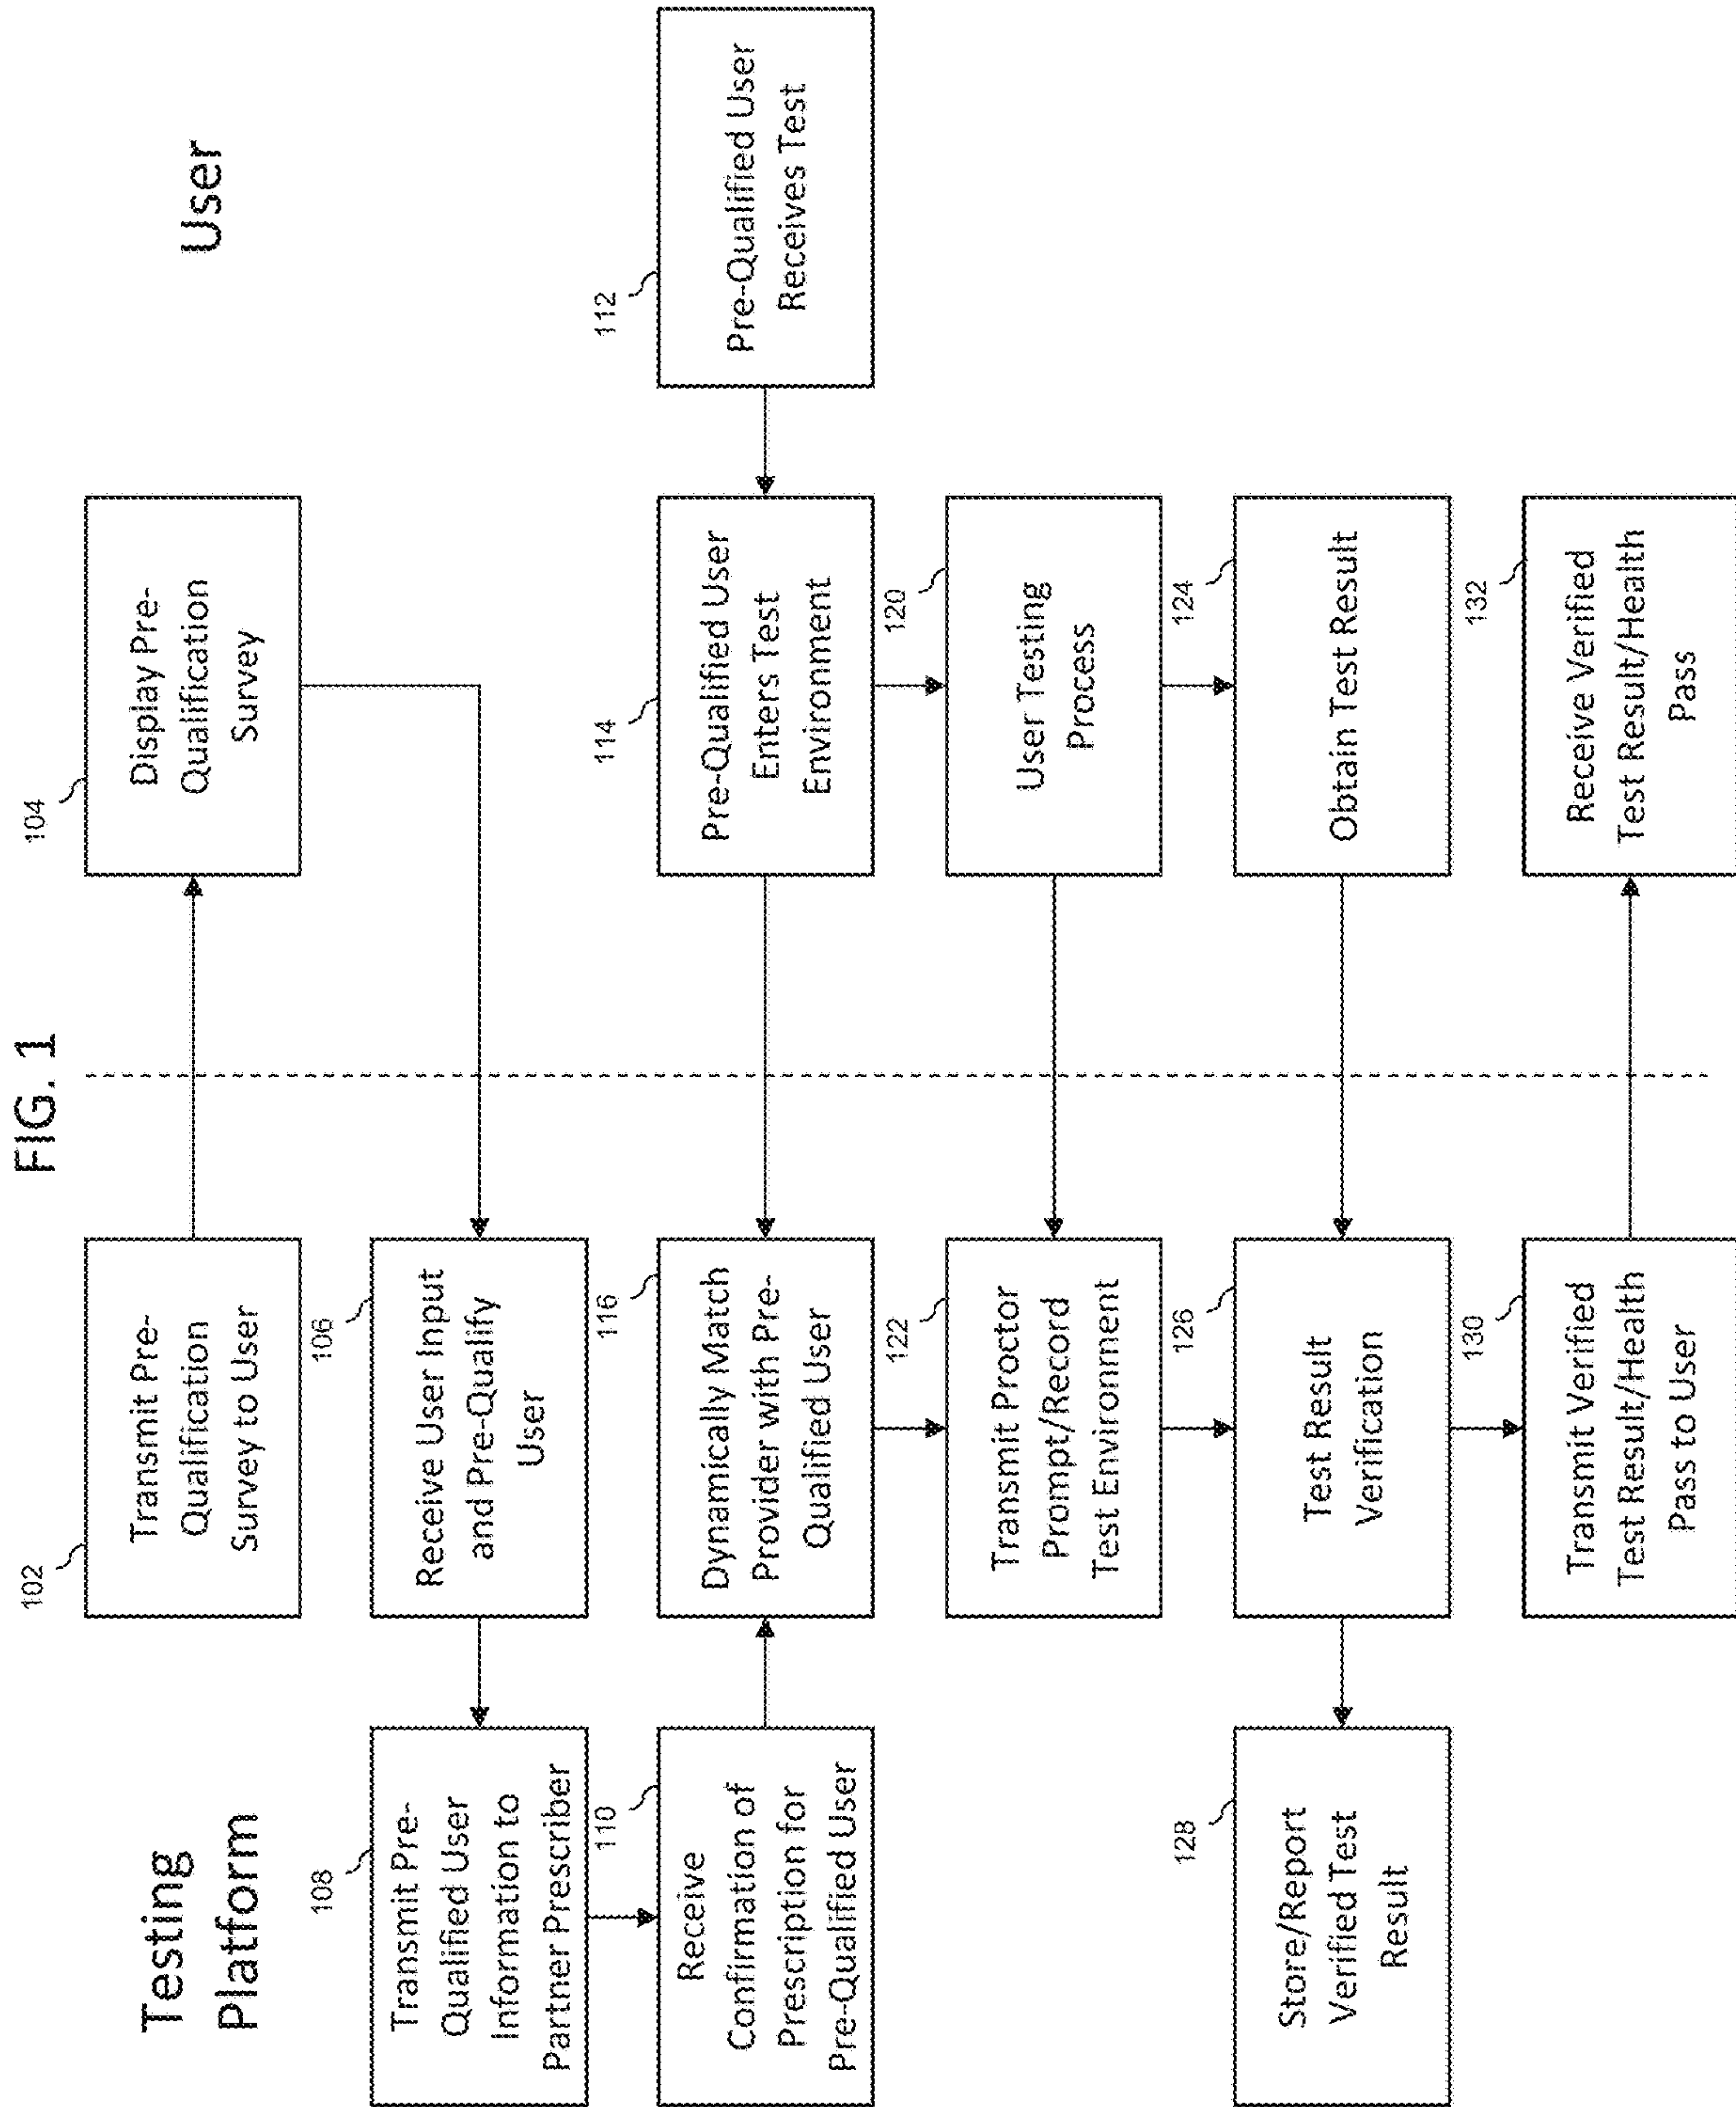 FIG. 1
Testing
Platform
User
102
Transmit Pre-
Qualification
Survey to User
104
Display Pre-
Qualification
Survey
106
Receive User Input
and Pre-Qualify
User
108
Transmit Pre-
Qualified User
Information to
Partner Prescriber
110
Receive
Confirmation of
Prescription for
Pre-Qualified User
112
Pre-Qualified User
Receives Test
114
Pre-Qualified User
Enters Test
Environment
116
Dynamically Match
Provider with Pre-
Qualified User
120
User Testing
Process
122
Transmit Proctor
Prompt/Record
Test Environment
124
Obtain Test Result
126
Test Result
Verification
128
Store/Report
Verified Test
Result
130
Transmit Verified
Test Result/Health
Pass to User
132
Receive Verified
Test Result/Health
Pass